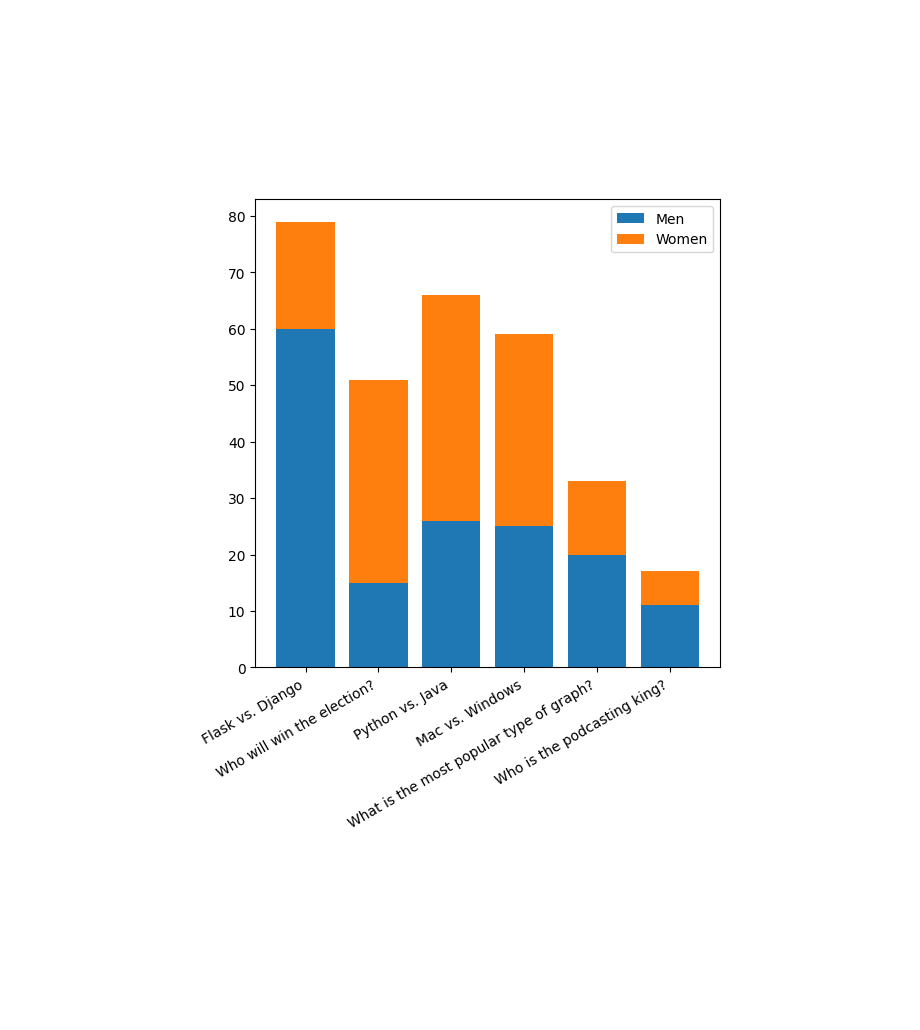 80
70
60
50
40
30
20
10
0
Men
Women
Flask vs. Django
Who will win the election?
Python vs. Java
Mac vs. Windows
What is the most popular type of graph?
Who is the podcasting king?